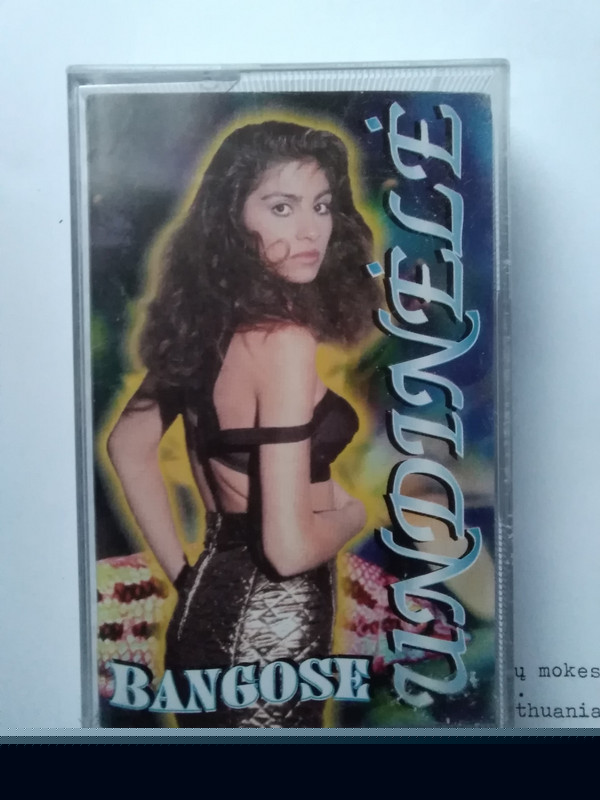 UNDINĖLĖ
BANGOSE
ų mokes
thuania